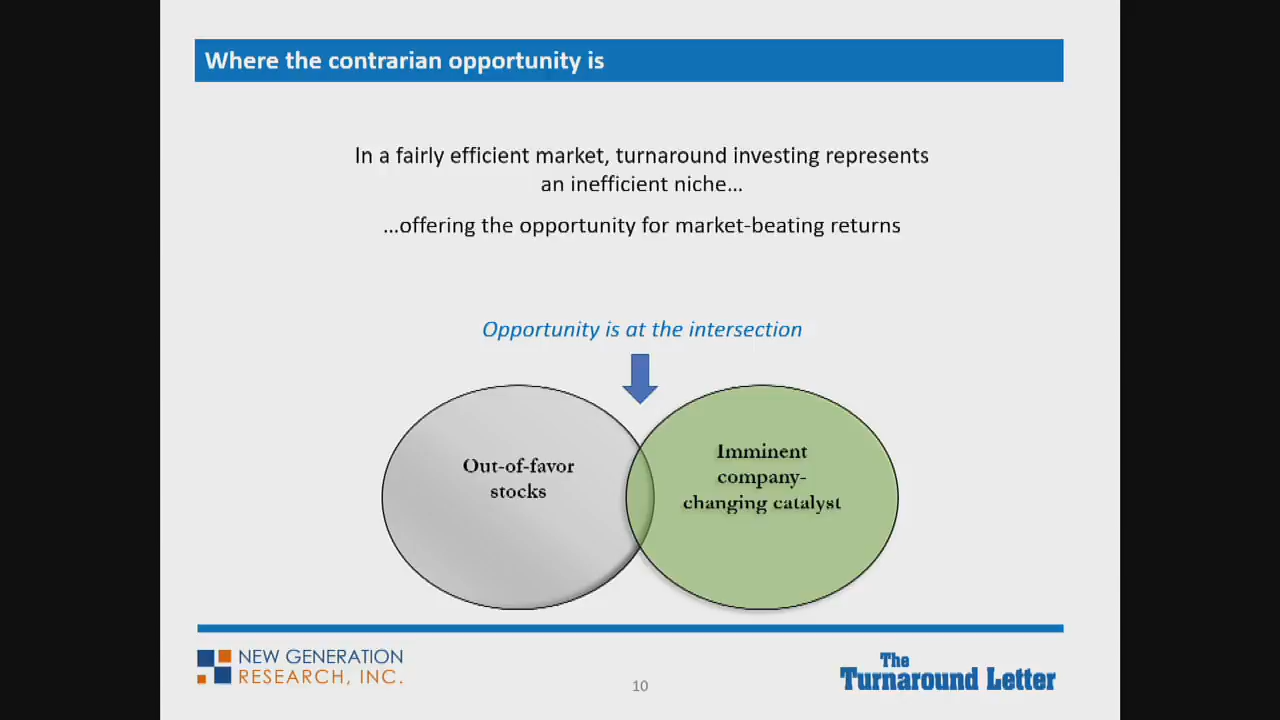 Where the contrarian opportunity is
In a fairly efficient market, turnaround investing represents
an inefficient niche…
…offering the opportunity for market-beating returns
Opportunity is at the intersection
Out-of-favor
stocks
Imminent
company-
changing catalyst
NEW GENERATION
RESEARCH, INC.
10
The
Turnaround Letter